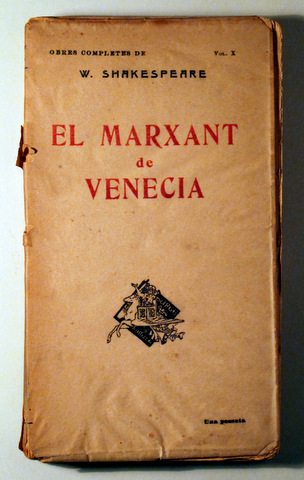 OBRES COMPLETES DE Vol. X
W. SHAKESPEARE
EL MARXANT
de
VENECIA
Una pesseta